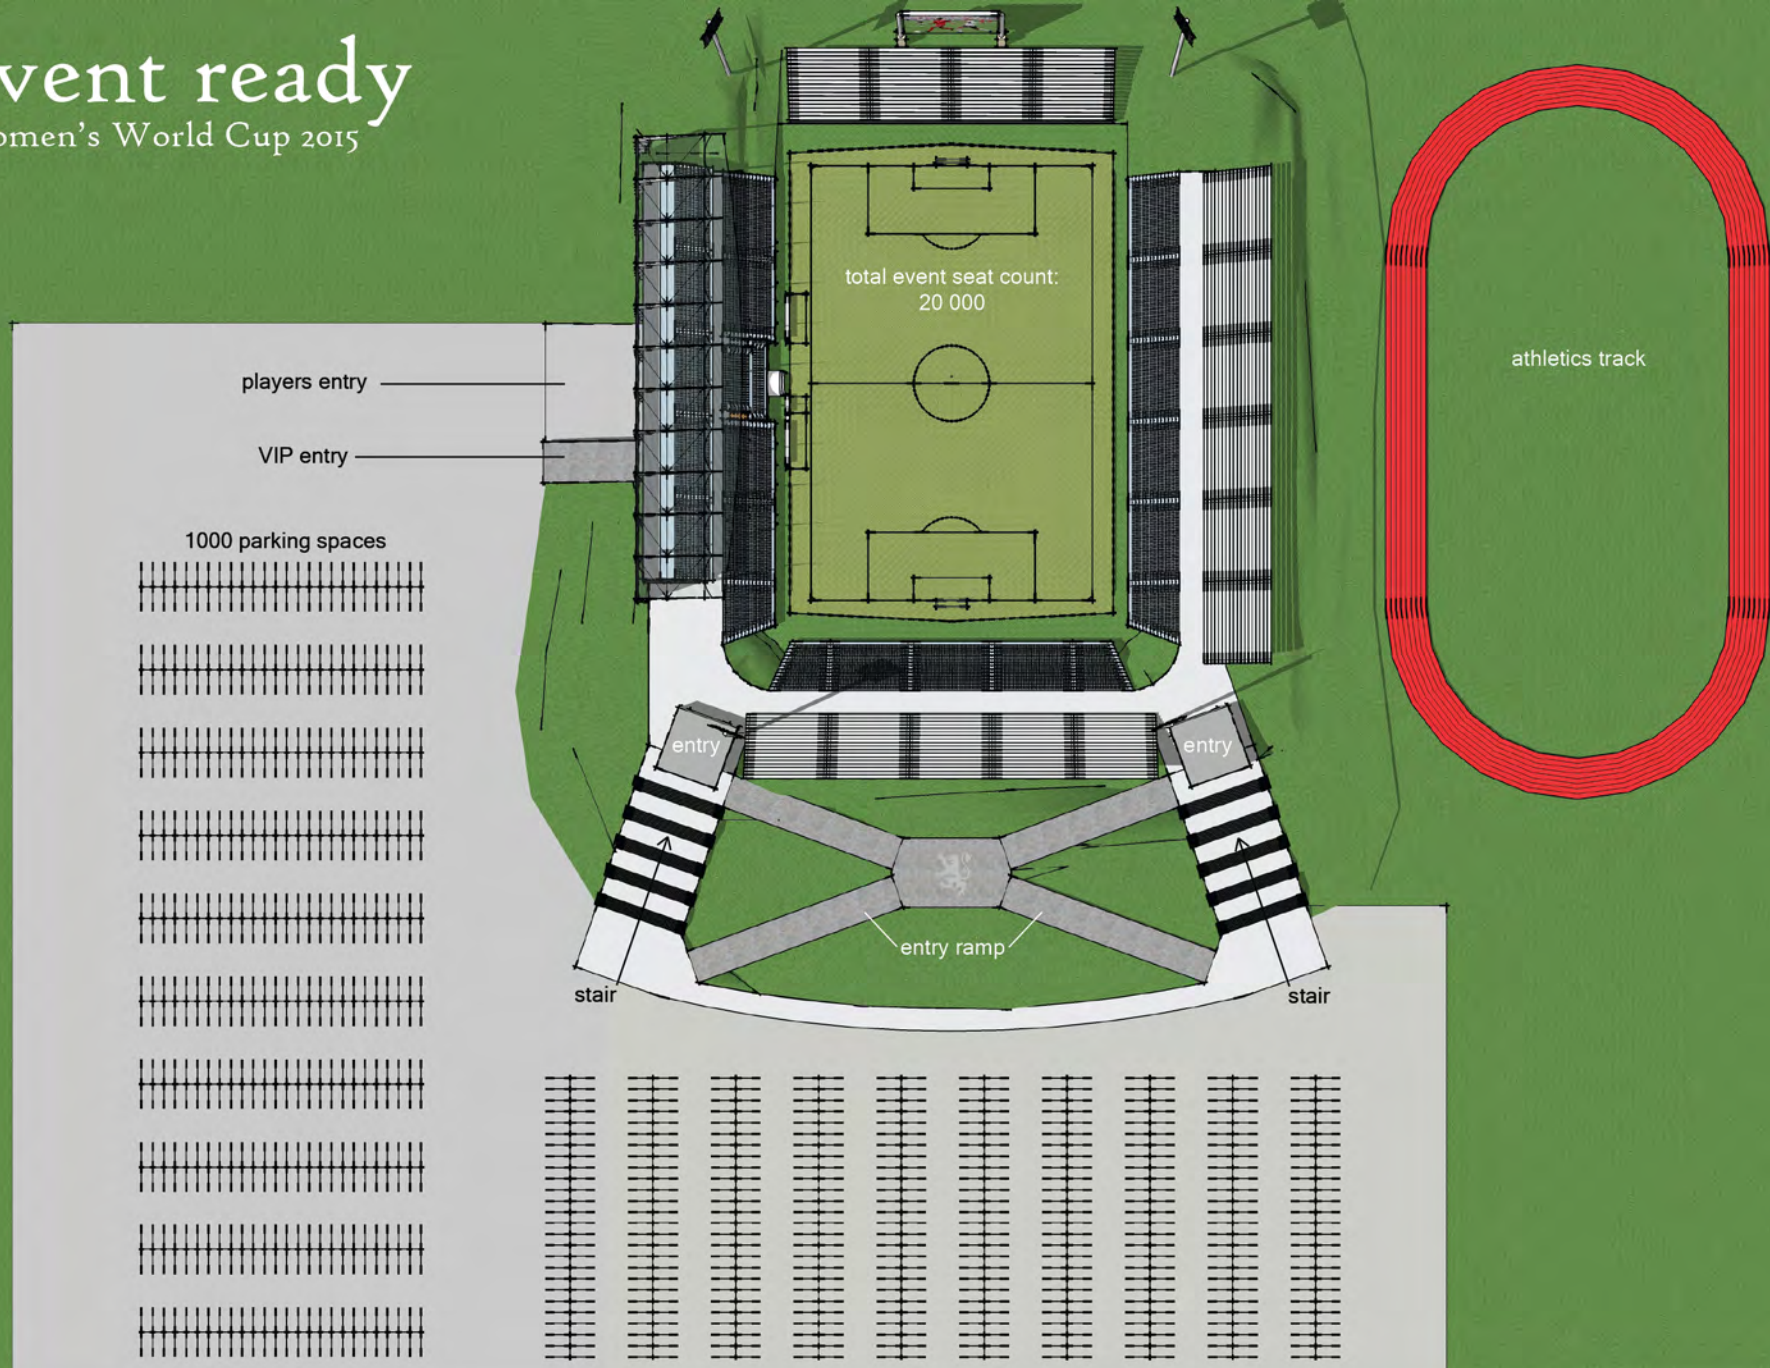 vent ready
omen's World Cup 2015
total event seat count:
20 000
players entry
athletics track
VIP entry
1000 parking spaces
entry
entry
entry ramp
stair
stair